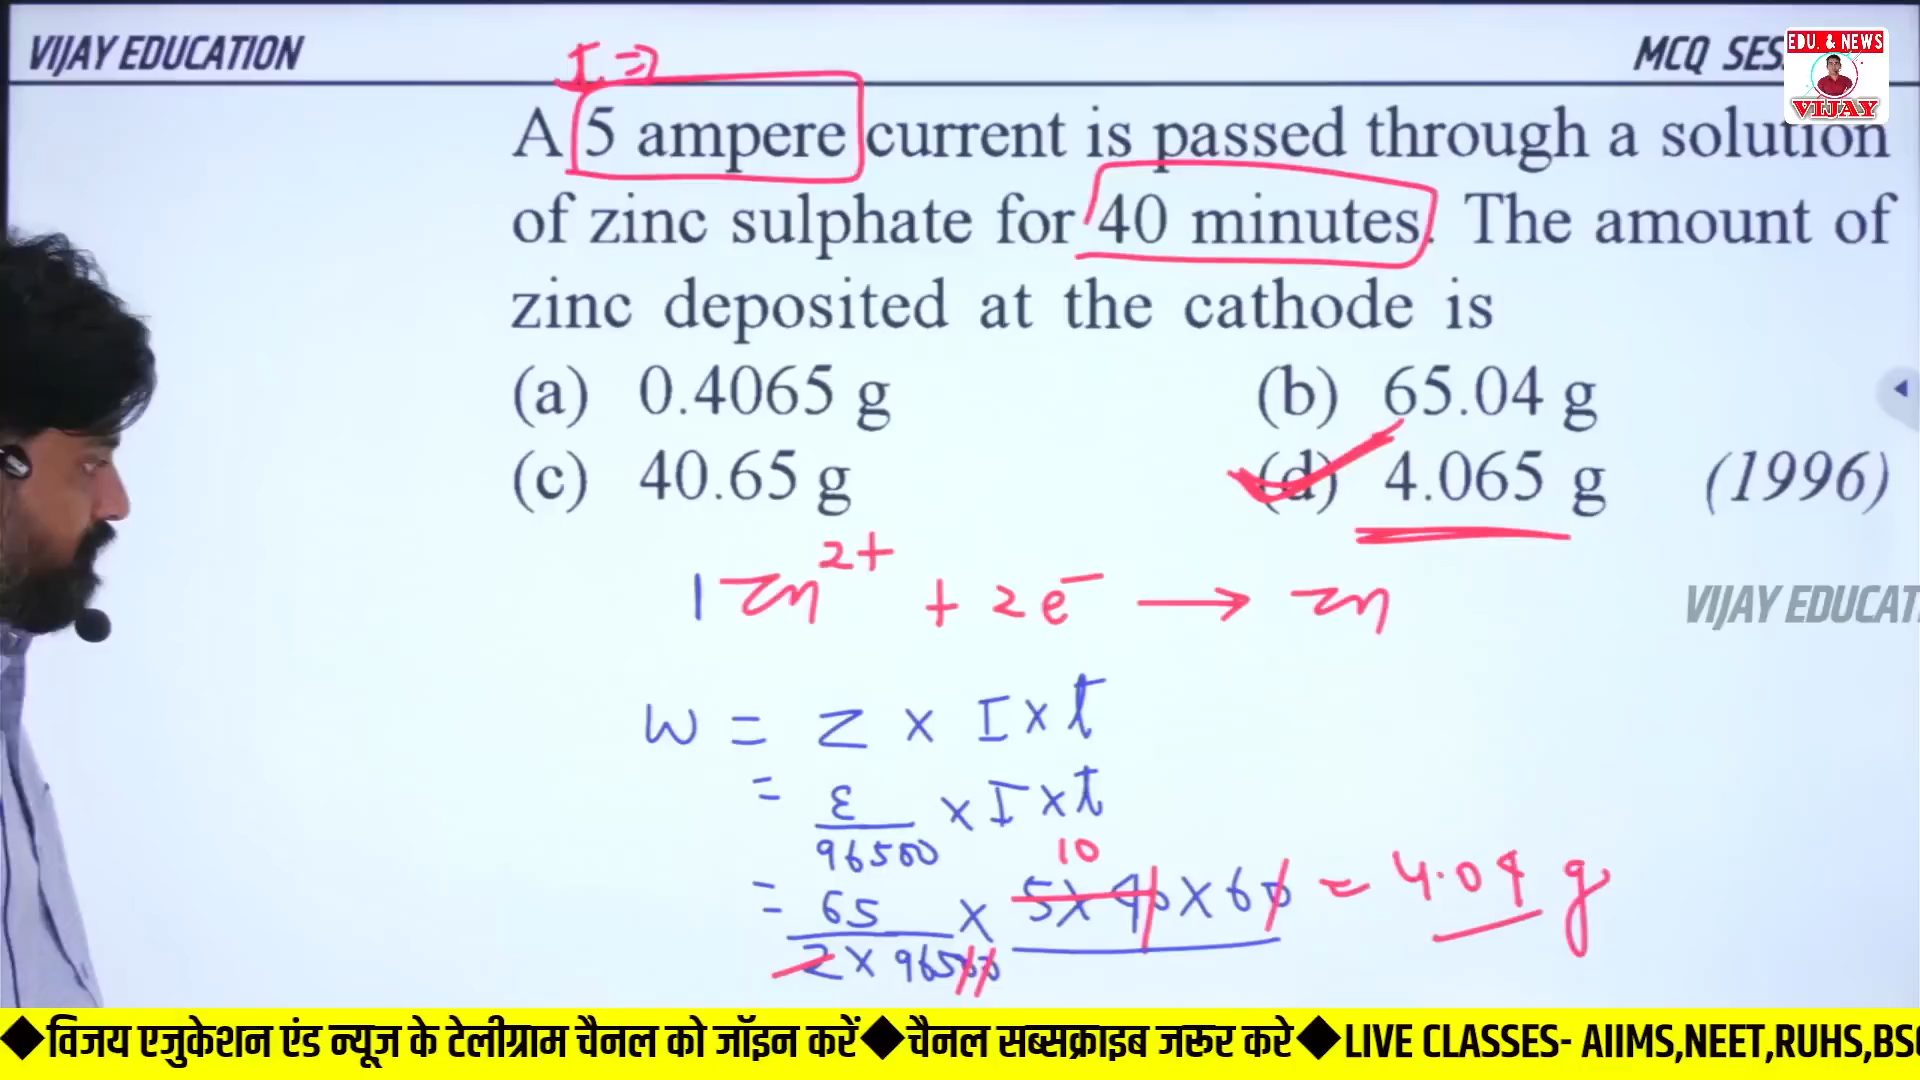 VIJAY EDUCATION
MCQ SES
EDU. & NEWS
VIJAY
I ⇒
A 5 ampere current is passed through a solution
of zinc sulphate for 40 minutes. The amount of
zinc deposited at the cathode is
(a) 0.4065 g (b) 65.04 g
(c) 40.65 g (d) 4.065 g (1996)
1 Zn²⁺ + 2e⁻ → Zn
VIJAY EDUCAT
W = Z × I × t
= E/96500 × I × t
10
= 65/2 × 96500 × 5 × 40 × 60 = 4.04 g
◆विजय एजुकेशन एंड न्यूज के टेलीग्राम चैनल को जॉइन करें◆चैनल सब्सक्राइब जरूर करे◆LIVE CLASSES- AIIMS,NEET,RUHS,BS